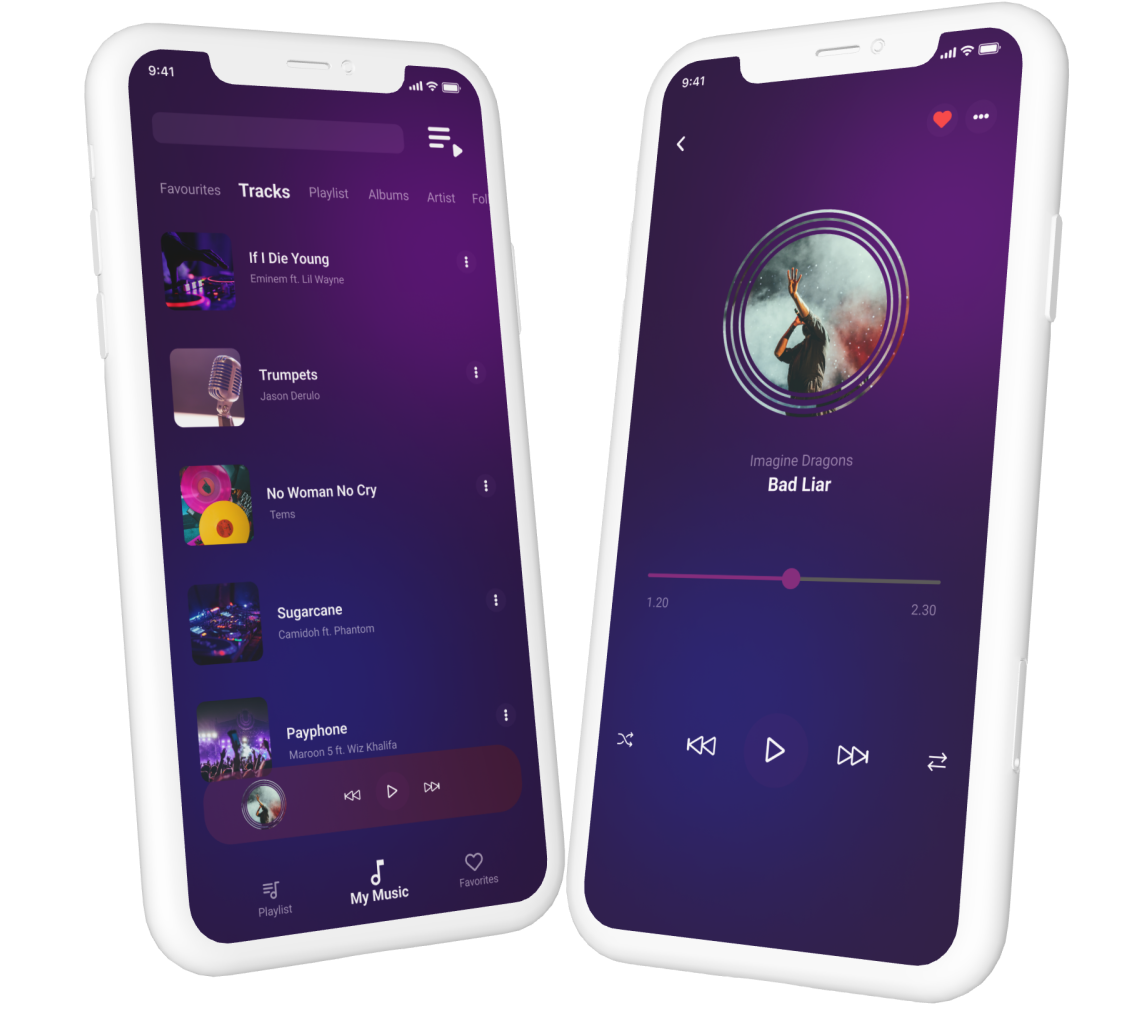 9:41
Favourites Tracks Playlist Albums Artist Fol
If I Die Young
Eminem ft. Lil Wayne
Trumpets
Jason Derulo
No Woman No Cry
Tems
Sugarcane
Camidoh ft. Phantom
Payphone
Maroon 5 ft. Wiz Khalifa
Playlist
My Music
Favorites
9:41
Imagine Dragons
Bad Liar
1.20
2.30